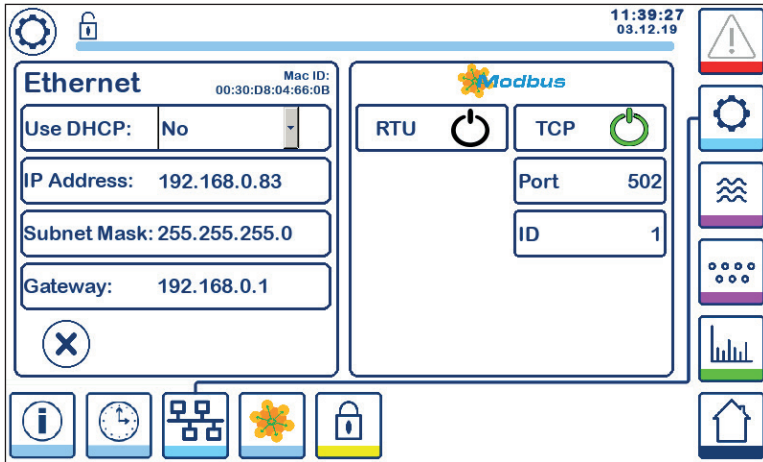 11:39:27
03.12.19
Ethernet
Mac ID:
00:30:D8:04:66:0B
Use DHCP: No
IP Address: 192.168.0.83
Subnet Mask: 255.255.255.0
Gateway: 192.168.0.1
Modbus
RTU TCP
Port 502
ID 1